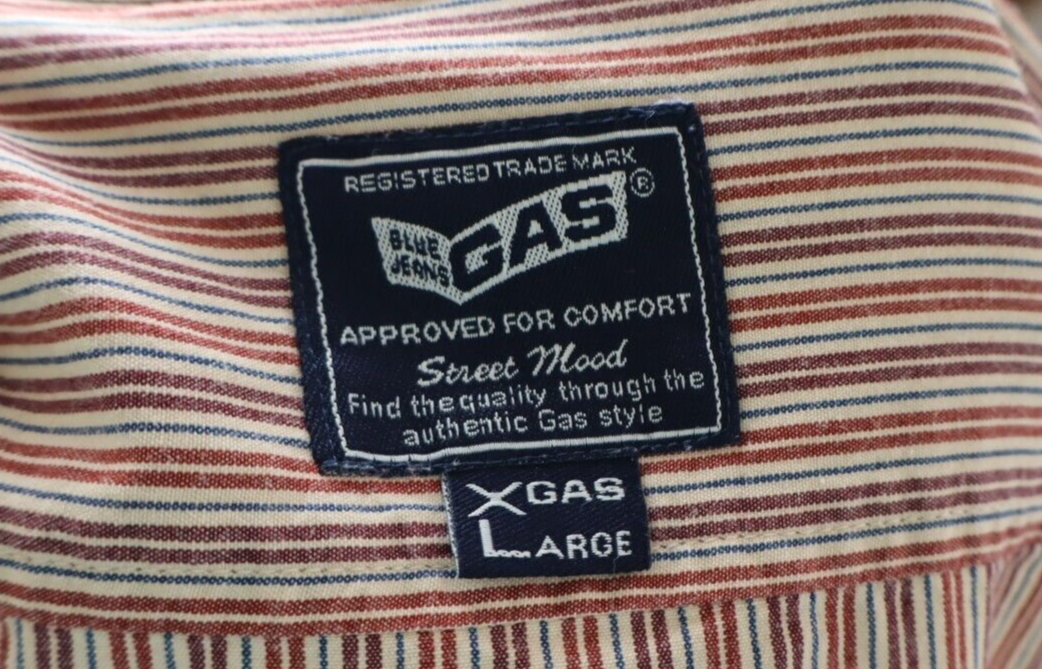 REGISTERED TRADE MARK
BLUE JEANS GAS ®
APPROVED FOR COMFORT
Street Mood
Find the quality through the
authentic Gas style
XGAS
LARGE